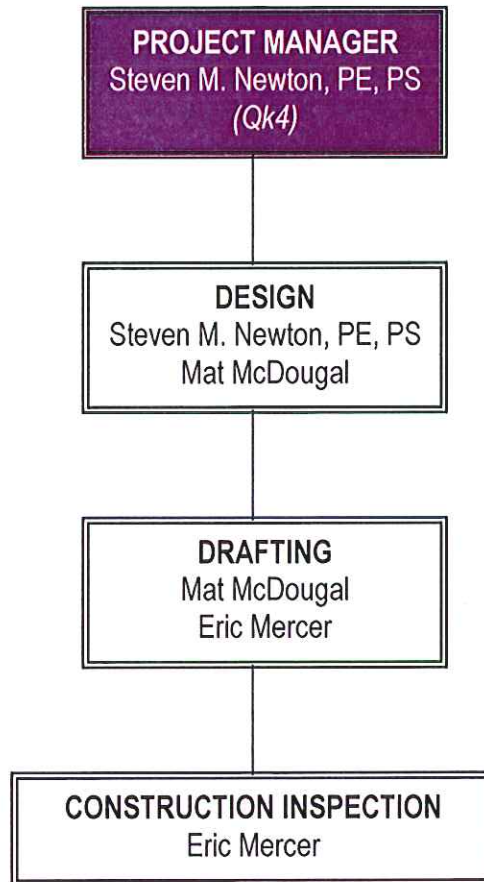 PROJECT MANAGER
Steven M. Newton, PE, PS
(Qk4)
DESIGN
Steven M. Newton, PE, PS
Mat McDougal
DRAFTING
Mat McDougal
Eric Mercer
CONSTRUCTION INSPECTION
Eric Mercer